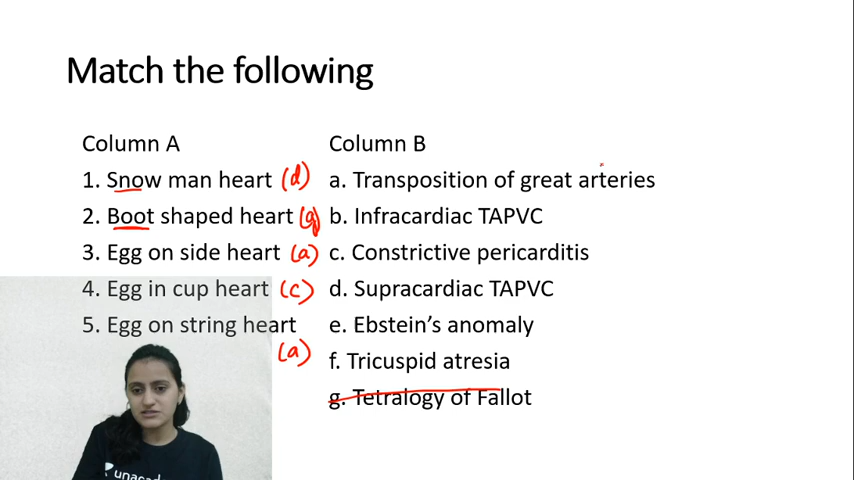 Match the following
Column A
Column B
1. Snow man heart (d)
a. Transposition of great arteries
2. Boot shaped heart (g)
b. Infracardiac TAPVC
3. Egg on side heart (a)
c. Constrictive pericarditis
4. Egg in cup heart (c)
d. Supracardiac TAPVC
5. Egg on string heart
e. Ebstein's anomaly
(a)
f. Tricuspid atresia
g. Tetralogy of Fallot